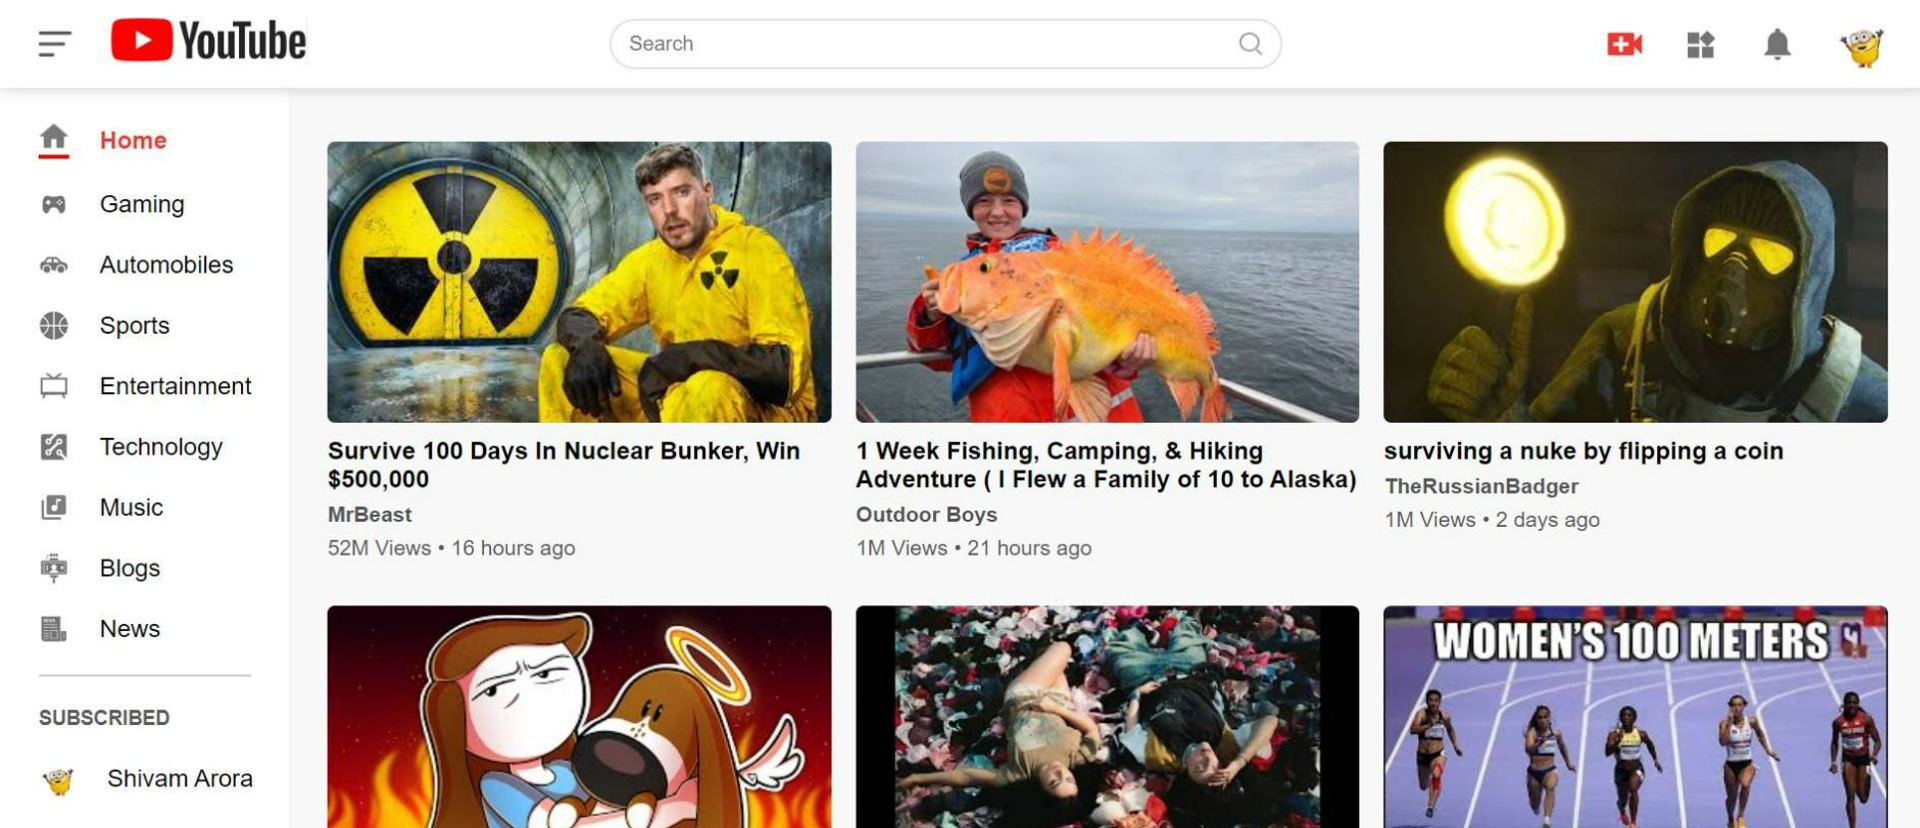 YouTube
Search
Home
Gaming
Automobiles
Sports
Entertainment
Technology
Music
Blogs
News
SUBSCRIBED
Shivam Arora
Survive 100 Days In Nuclear Bunker, Win
$500,000
MrBeast
52M Views • 16 hours ago
1 Week Fishing, Camping, & Hiking
Adventure ( I Flew a Family of 10 to Alaska)
Outdoor Boys
1M Views • 21 hours ago
surviving a nuke by flipping a coin
TheRussianBadger
1M Views • 2 days ago
WOMEN'S 100 METERS